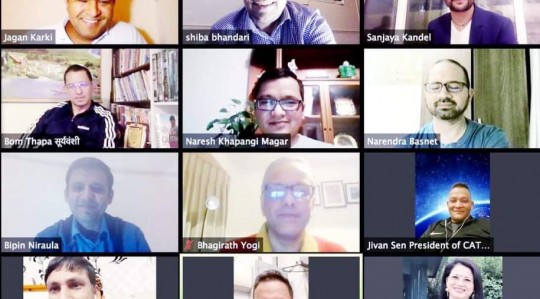 Jagan Karki
shiba bhandari
Sanjaya Kandel
Bom Thapa सूर्यवंशी
Naresh Khapangi Magar
Narendra Basnet
Bipin Niraula
Bhagirath Yogi
Jivan Sen President of CAT...